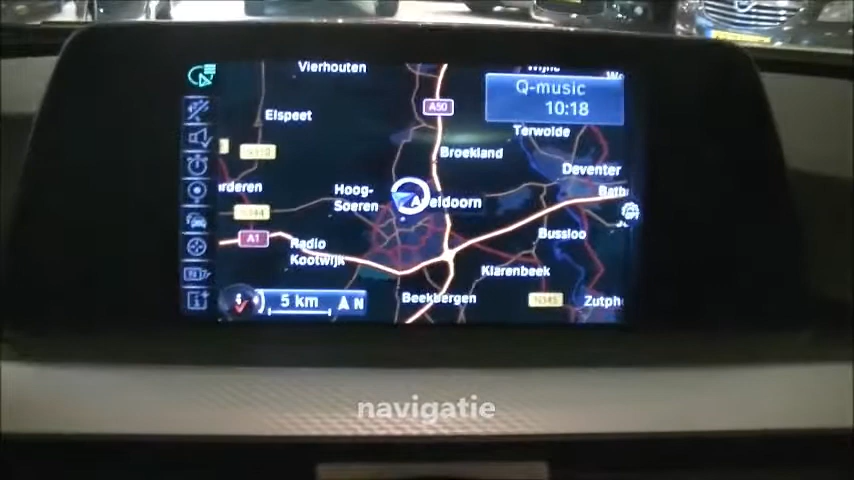 Vierhouten
Q-music
10:18
A50
Elspeet
Terwolde
N310
Broekland
Deventer
Hoog-
Soeren
Apeldoorn
N344
A1
Radio
Kootwijk
Bussloo
Klarenbeek
Beekbergen
N345
5 km
N
navigatie